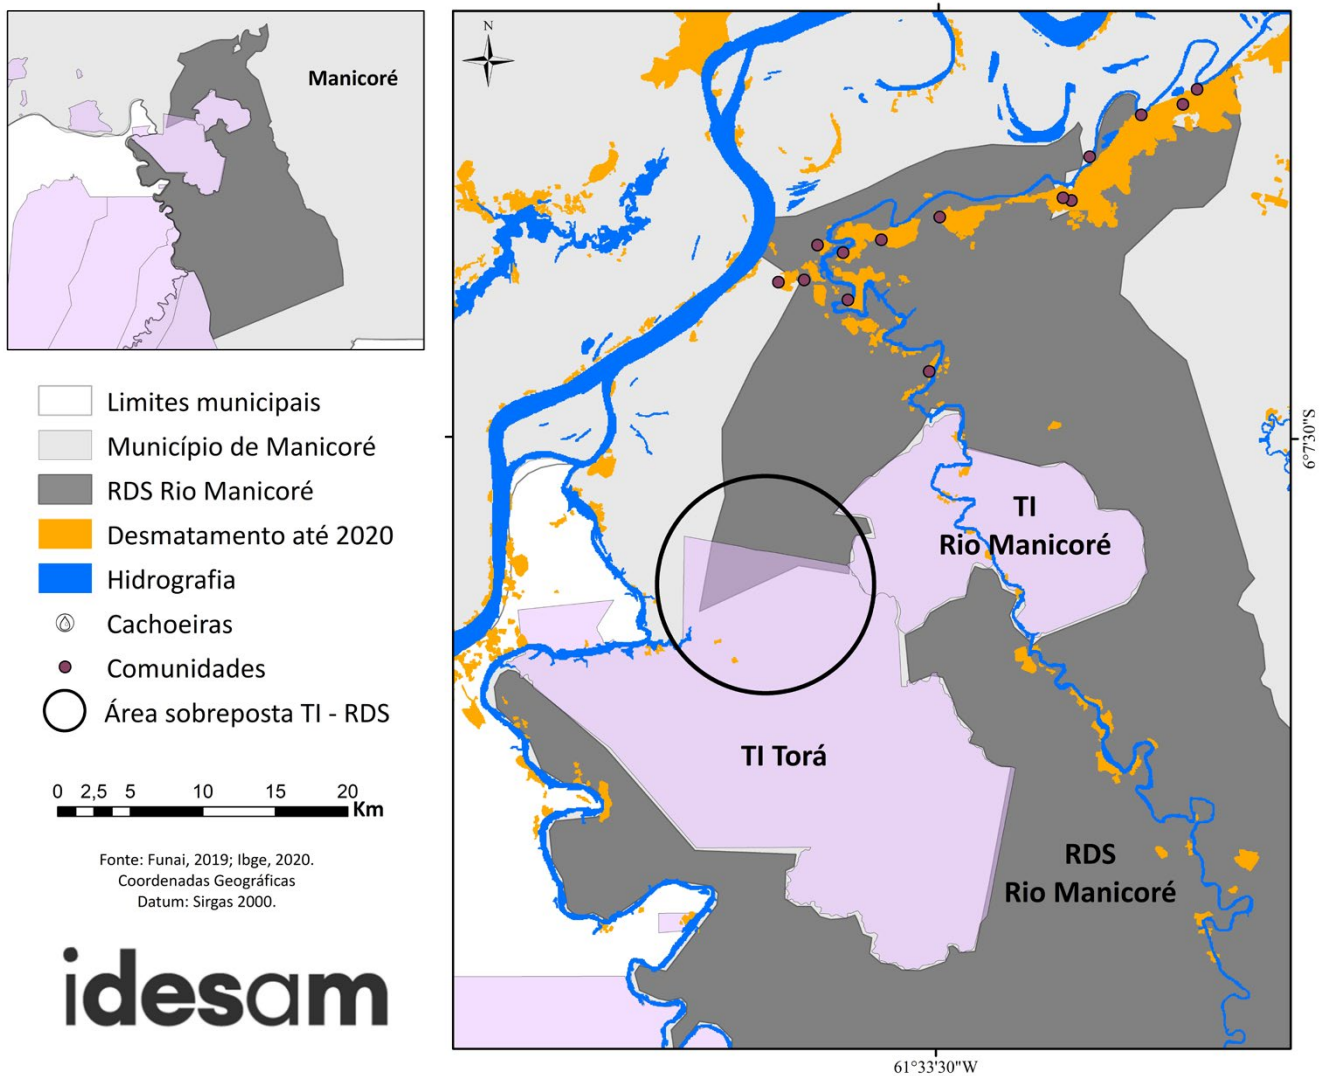 Manicoré
N
Limites municipais
Município de Manicoré
RDS Rio Manicoré
Desmatamento até 2020
Hidrografia
Cachoeiras
Comunidades
Área sobreposta TI - RDS
0 2,5 5 10 15 20
Km
Fonte: Funai, 2019; Ibge, 2020.
Coordenadas Geográficas
Datum: Sirgas 2000.
idesam
TI
Rio Manicoré
TI Torá
RDS
Rio Manicoré
6°7'30"S
61°33'30"W